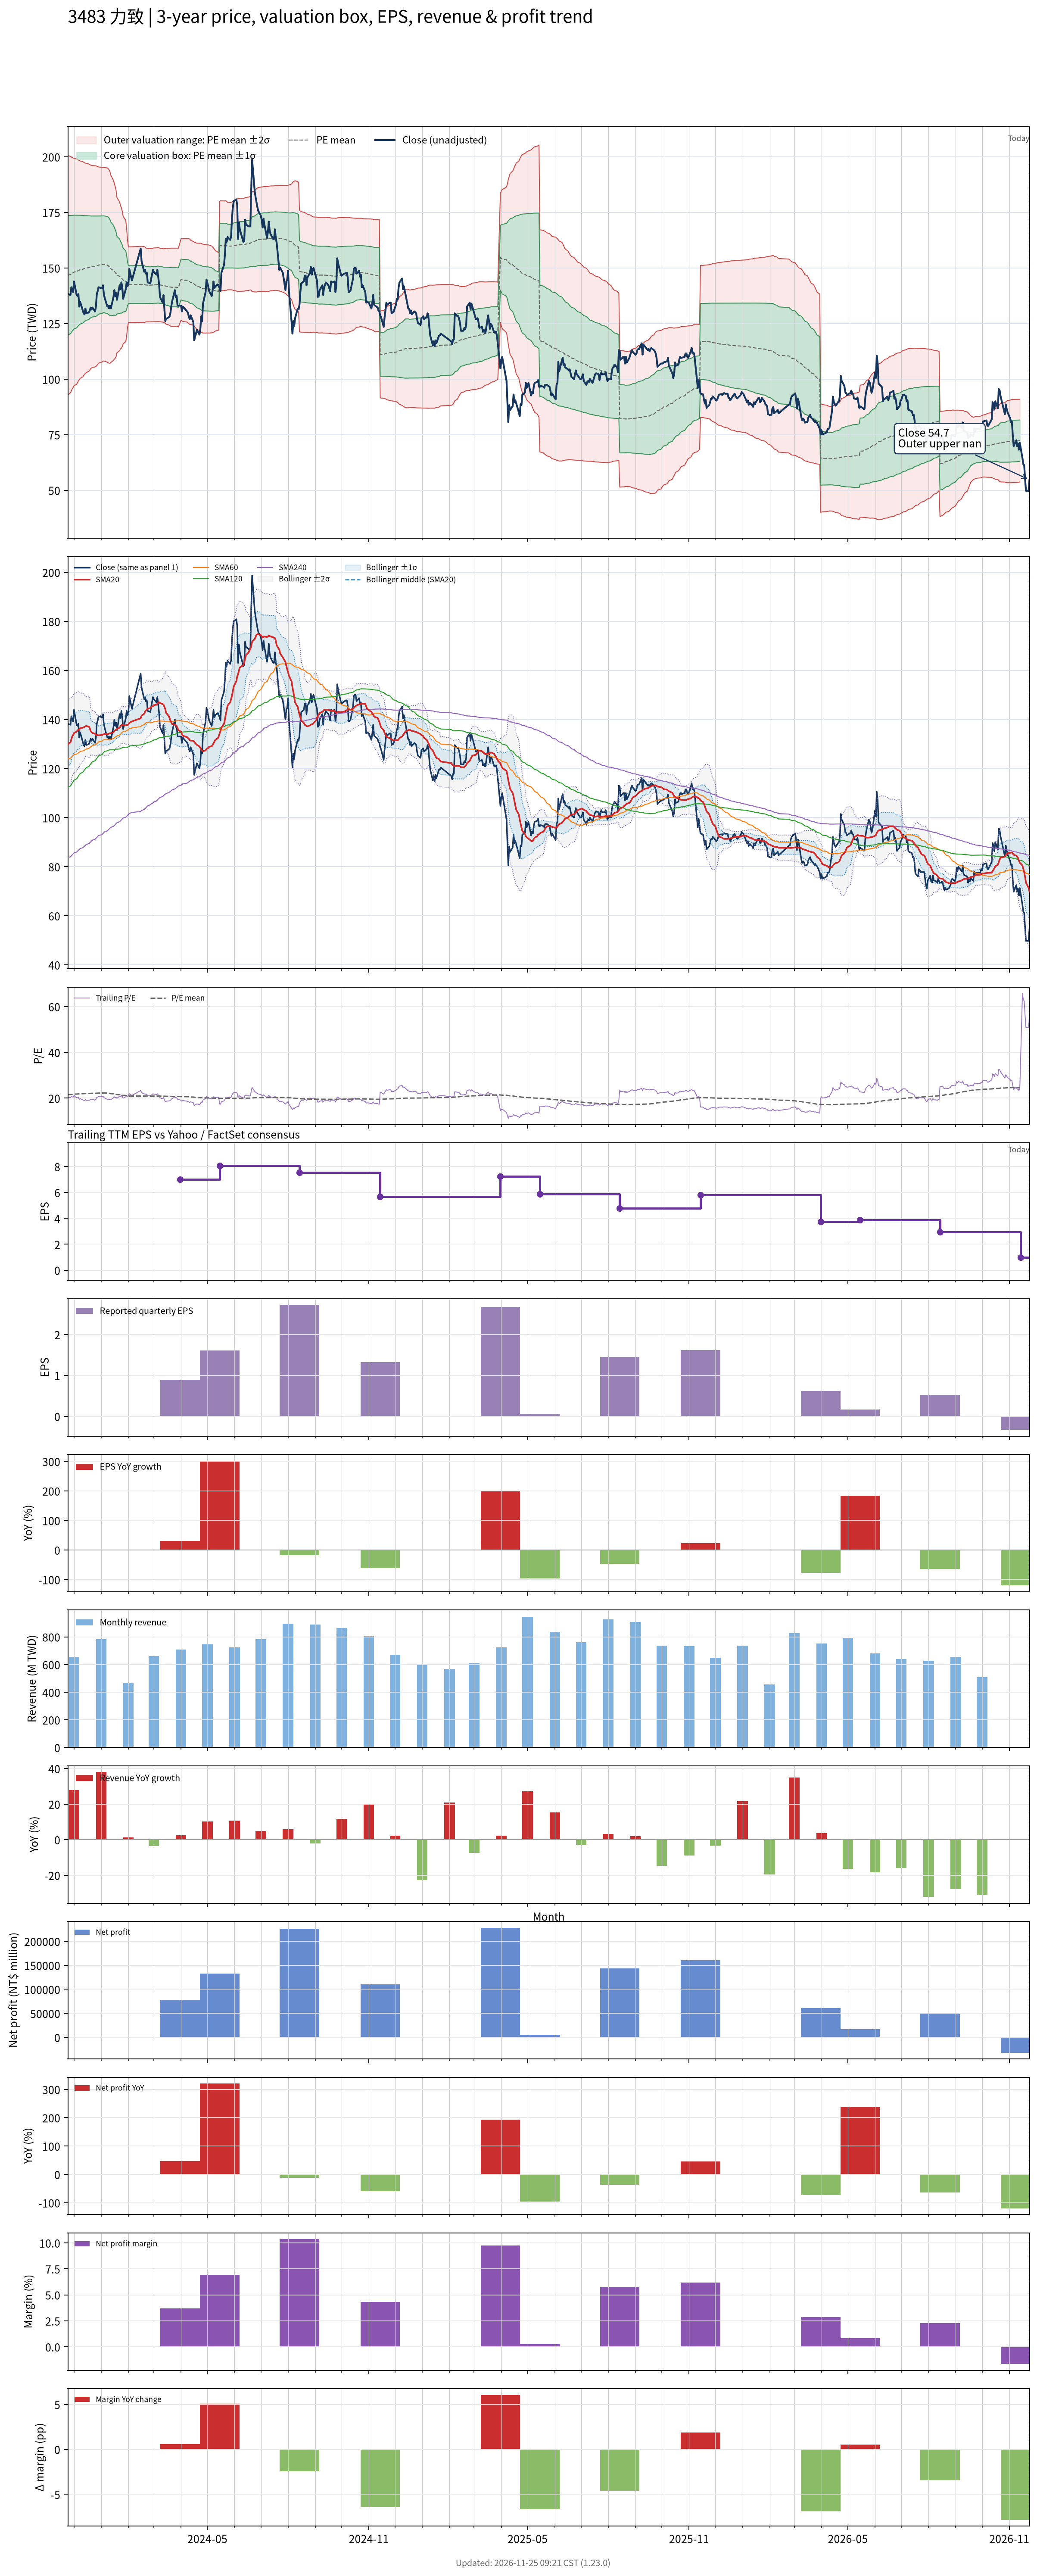 3483 力致 | 3-year price, valuation box, EPS, revenue & profit trend
Outer valuation range: PE mean ±2σ
PE mean
Close (unadjusted)
Core valuation box: PE mean ±1σ
Today
Price (TWD)
200
175
150
125
100
75
50
Close 54.7
Outer upper nan
Close (same as panel 1)
SMA20
SMA60
SMA120
SMA240
Bollinger ±2σ
Bollinger ±1σ
Bollinger middle (SMA20)
Price
200
180
160
140
120
100
80
60
40
Trailing P/E
P/E mean
P/E
60
40
20
Trailing TTM EPS vs Yahoo / FactSet consensus
Today
EPS
8
6
4
2
0
Reported quarterly EPS
EPS
2
1
0
EPS YoY growth
YoY (%)
300
200
100
0
-100
Monthly revenue
Revenue (M TWD)
800
600
400
200
0
Revenue YoY growth
YoY (%)
40
20
0
-20
Month
Net profit
Net profit (NT$ million)
200000
150000
100000
50000
0
Net profit YoY
YoY (%)
300
200
100
0
-100
Net profit margin
Margin (%)
10.0
7.5
5.0
2.5
0.0
Margin YoY change
Δ margin (pp)
5
0
-5
2024-05
2024-11
2025-05
2025-11
2026-05
2026-11
Updated: 2026-11-25 09:21 CST (1.23.0)